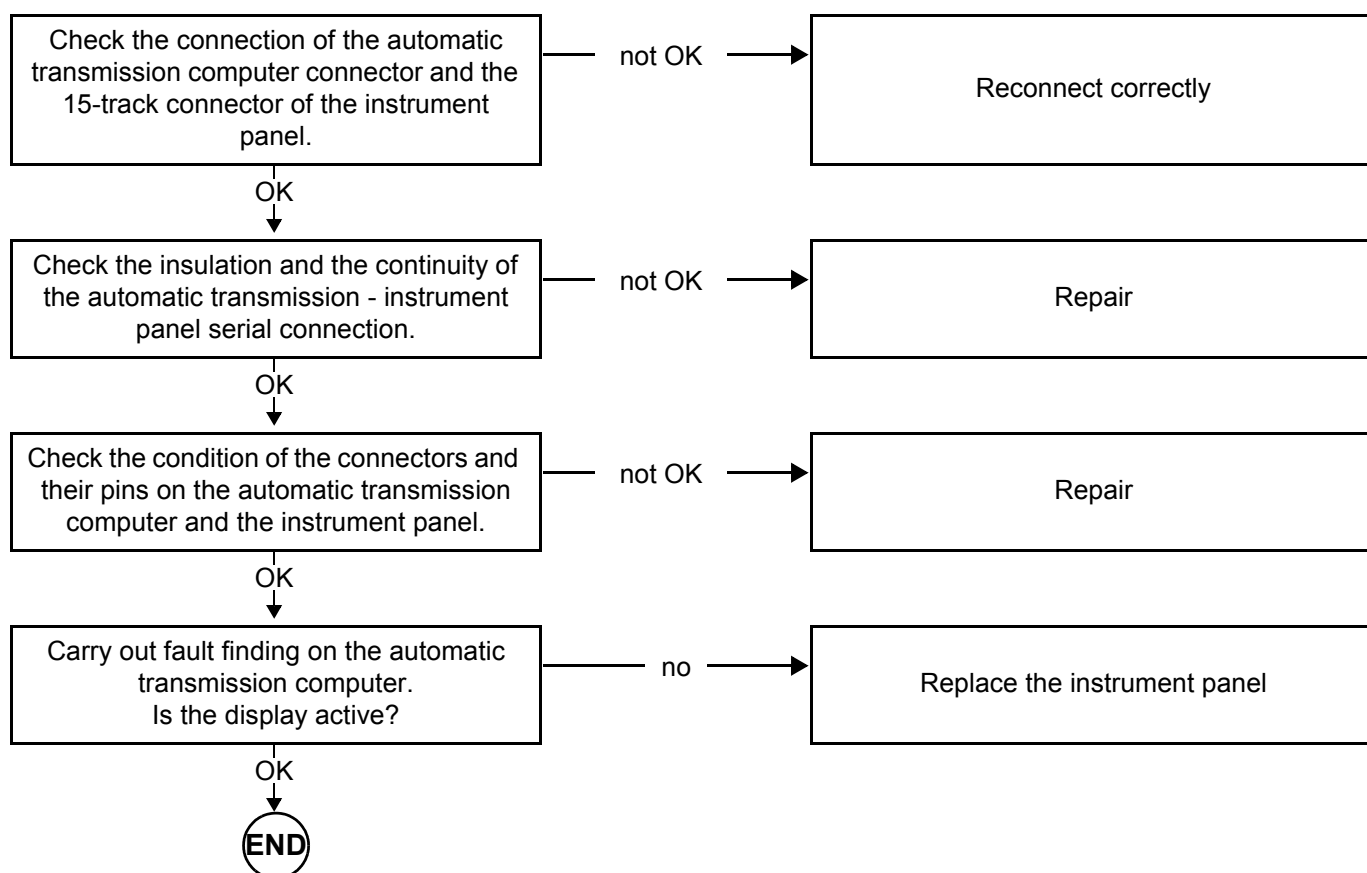 Check the connection of the automatic
transmission computer connector and the
15-track connector of the instrument
panel.
not OK
Reconnect correctly
OK
Check the insulation and the continuity of
the automatic transmission - instrument
panel serial connection.
not OK
Repair
OK
Check the condition of the connectors and
their pins on the automatic transmission
computer and the instrument panel.
not OK
Repair
OK
Carry out fault finding on the automatic
transmission computer.
Is the display active?
no
Replace the instrument panel
OK
END